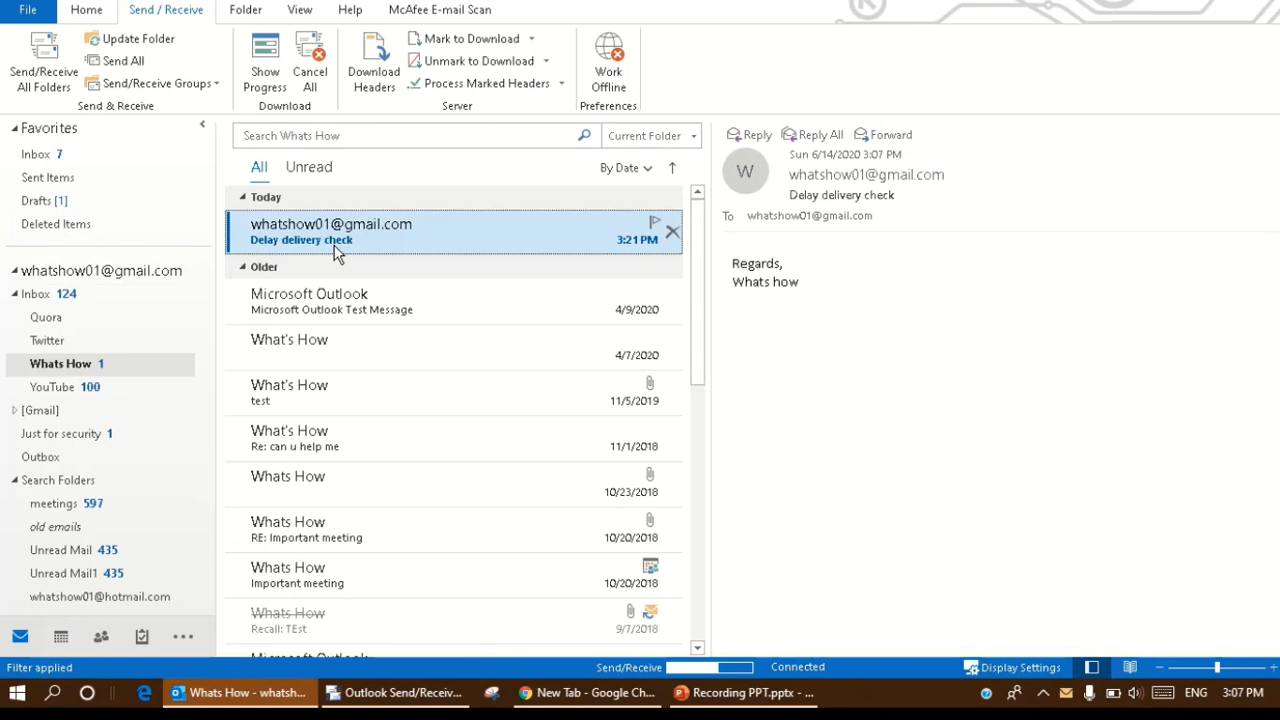 File Home Send / Receive Folder View Help McAfee E-mail Scan
Send/Receive All Folders
Update Folder
Send All
Send/Receive Groups
Send & Receive
Show Progress
Cancel All
Download
Download Headers
Mark to Download
Unmark to Download
Process Marked Headers
Server
Work Offline
Preferences
Favorites
Inbox 7
Sent Items
Drafts [1]
Deleted Items
whatshow01@gmail.com
Inbox 124
Quora
Twitter
Whats How 1
YouTube 100
[Gmail]
Just for security 1
Outbox
Search Folders
meetings 597
old emails
Unread Mail 435
Unread Mail1 435
whatshow01@hotmail.com
Search Whats How Current Folder
All Unread By Date
Today
whatshow01@gmail.com
Delay delivery check 3:21 PM
Older
Microsoft Outlook
Microsoft Outlook Test Message 4/9/2020
What's How
4/7/2020
What's How
test 11/5/2019
What's How
Re: can u help me 11/1/2018
Whats How
10/23/2018
Whats How
RE: Important meeting 10/20/2018
Whats How
Important meeting 10/20/2018
Whats How
Recall: TEst 9/7/2018
Microsoft Outlook
Reply Reply All Forward
W
Sun 6/14/2020 3:07 PM
whatshow01@gmail.com
Delay delivery check
To whatshow01@gmail.com
Regards,
Whats how
Filter applied Send/Receive Connected Display Settings
Whats How - whatsh... Outlook Send/Receiv... New Tab - Google Ch... Recording PPT.pptx - ... ENG 3:07 PM